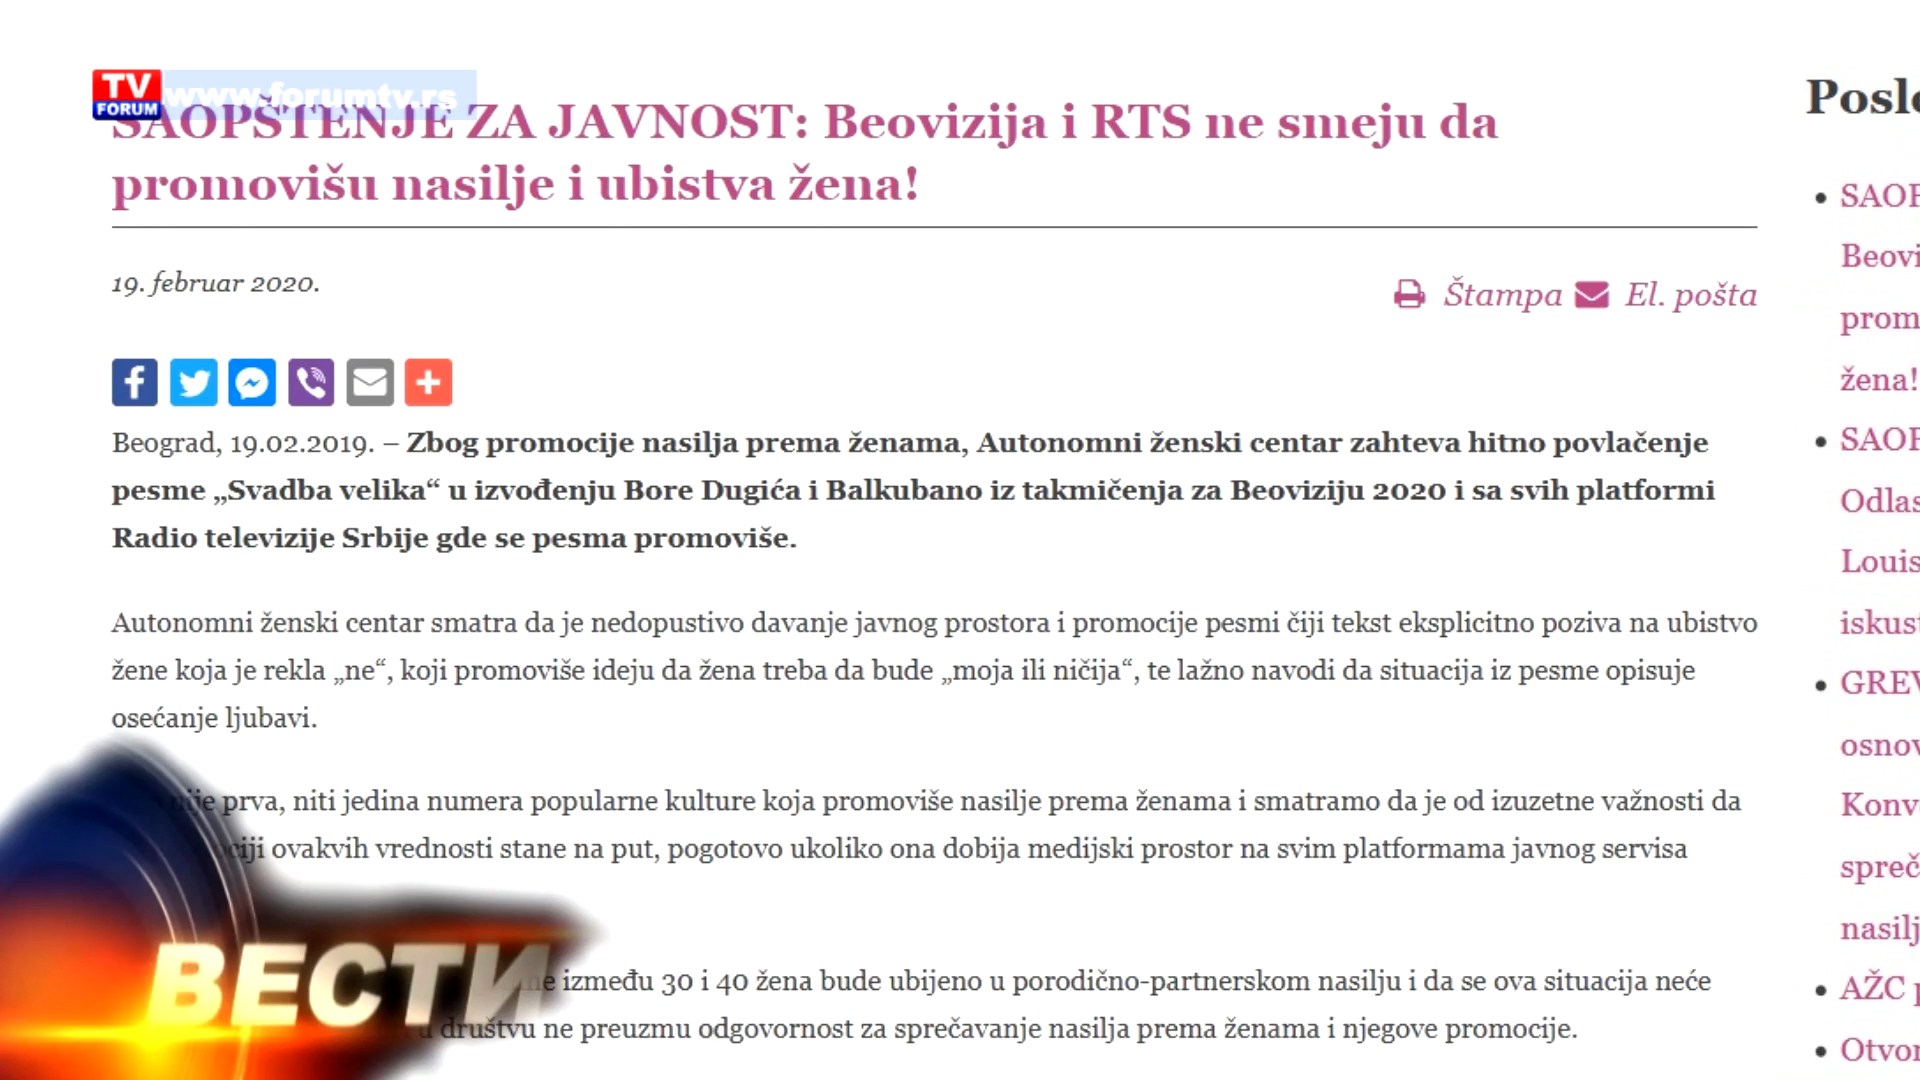 TV
FORUM
www.forumtv.rs
SAOPŠTENJE ZA JAVNOST: Beovizija i RTS ne smeju da
promovišu nasilje i ubistva žena!
19. februar 2020.
Štampa El. pošta
Beograd, 19.02.2019. – Zbog promocije nasilja prema ženama, Autonomni ženski centar zahteva hitno povlačenje
pesme „Svadba velika“ u izvođenju Bore Dugića i Balkubano iz takmičenja za Beoviziju 2020 i sa svih platformi
Radio televizije Srbije gde se pesma promoviše.
Autonomni ženski centar smatra da je nedopustivo davanje javnog prostora i promocije pesmi čiji tekst eksplicitno poziva na ubistvo
žene koja je rekla „ne“, koji promoviše ideju da žena treba da bude „moja ili ničija“, te lažno navodi da situacija iz pesme opisuje
osećanje ljubavi.
nije prva, niti jedina numera popularne kulture koja promoviše nasilje prema ženama i smatramo da je od izuzetne važnosti da
ovakvih vrednosti stane na put, pogotovo ukoliko ona dobija medijski prostor na svim platformama javnog servisa
između 30 i 40 žena bude ubijeno u porodično-partnerskom nasilju i da se ova situacija neće
u društvu ne preuzmu odgovornost za sprečavanje nasilja prema ženama i njegove promocije.
ВЕСТИ
Posle
SAOP
Beovi
prom
žena!
SAOP
Odlas
Louis
iskust
GREV
osnov
Konv
spreč
nasilj
AŽC
Otvor